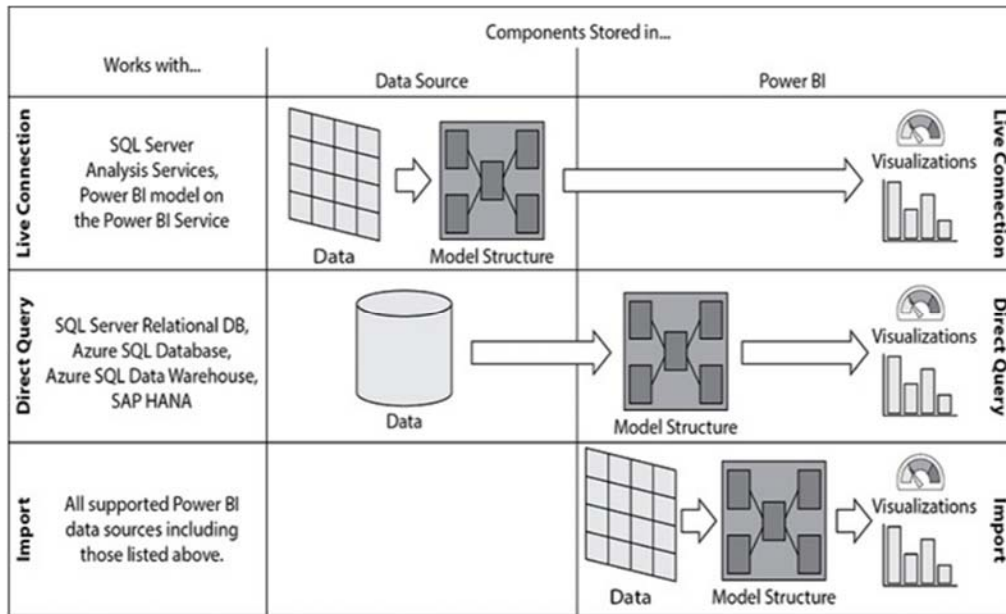 Components Stored in...
Works with...
Data Source
Power BI
Live Connection
SQL Server
Analysis Services,
Power BI model on
the Power BI Service
Data
Model Structure
Visualizations
Live Connection
Direct Query
SQL Server Relational DB,
Azure SQL Database,
Azure SQL Data Warehouse,
SAP HANA
Data
Model Structure
Visualizations
Direct Query
Import
All supported Power BI
data sources including
those listed above.
Data
Model Structure
Visualizations
Import